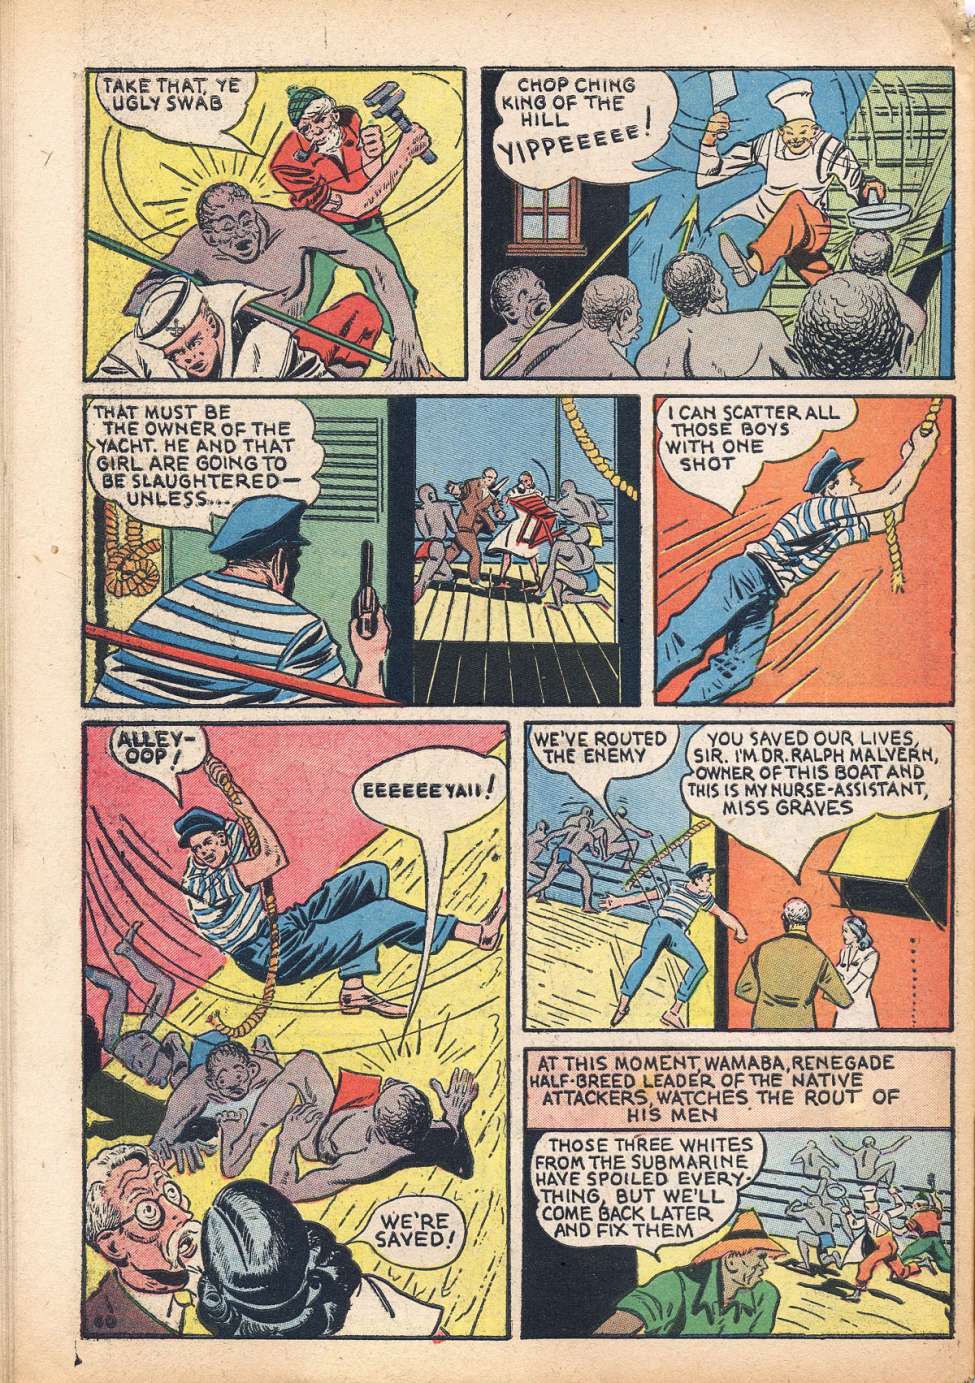 TAKE THAT, YE
UGLY SWAB
CHOP CHING
KING OF THE
HILL
YIPPEEEEE!
THAT MUST BE
THE OWNER OF THE
YACHT. HE AND THAT
GIRL ARE GOING TO
BE SLAUGHTERED—
UNLESS...
I CAN SCATTER ALL
THOSE BOYS
WITH ONE
SHOT
ALLEY-
OOP!
EEEEEEYAII!
WE'RE
SAVED!
WE'VE ROUTED
THE ENEMY
YOU SAVED OUR LIVES,
SIR. I'M DR. RALPH MALVERN,
OWNER OF THIS BOAT AND
THIS IS MY NURSE-ASSISTANT,
MISS GRAVES
AT THIS MOMENT, WAMABA, RENEGADE
HALF-BREED LEADER OF THE NATIVE
ATTACKERS, WATCHES THE ROUT OF
HIS MEN
THOSE THREE WHITES
FROM THE SUBMARINE
HAVE SPOILED EVERY-
THING, BUT WE'LL
COME BACK LATER
AND FIX THEM
60